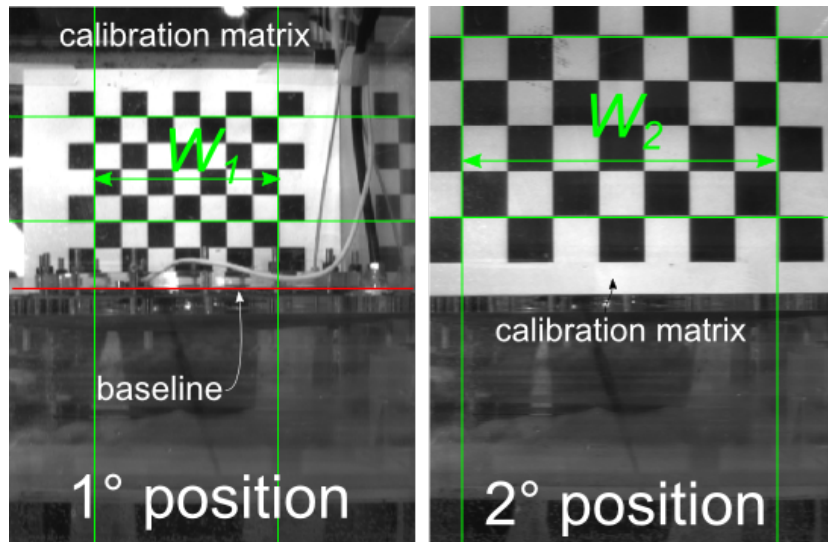 calibration matrix
W1
baseline
1° position
W2
calibration matrix
2° position